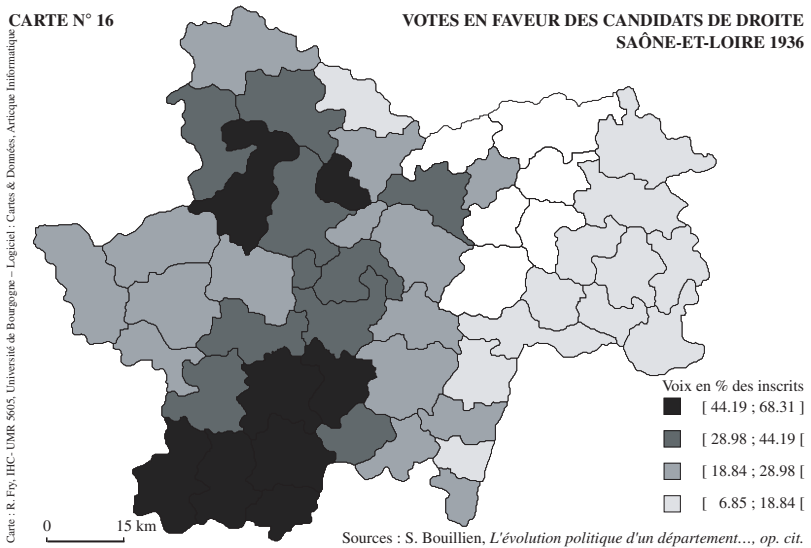 CARTE N° 16
VOTES EN FAVEUR DES CANDIDATS DE DROITE
SAÔNE-ET-LOIRE 1936
Carte : R. Fry, IHC- UMR 5605, Université de Bourgogne – Logiciel : Cartes & Données, Articque Iniformatique
Voix en % des inscrits
[ 44.19 ; 68.31 ]
[ 28.98 ; 44.19 [
[ 18.84 ; 28.98 [
[ 6.85 ; 18.84 [
0 15 km
Sources : S. Bouillien, L'évolution politique d'un département..., op. cit.